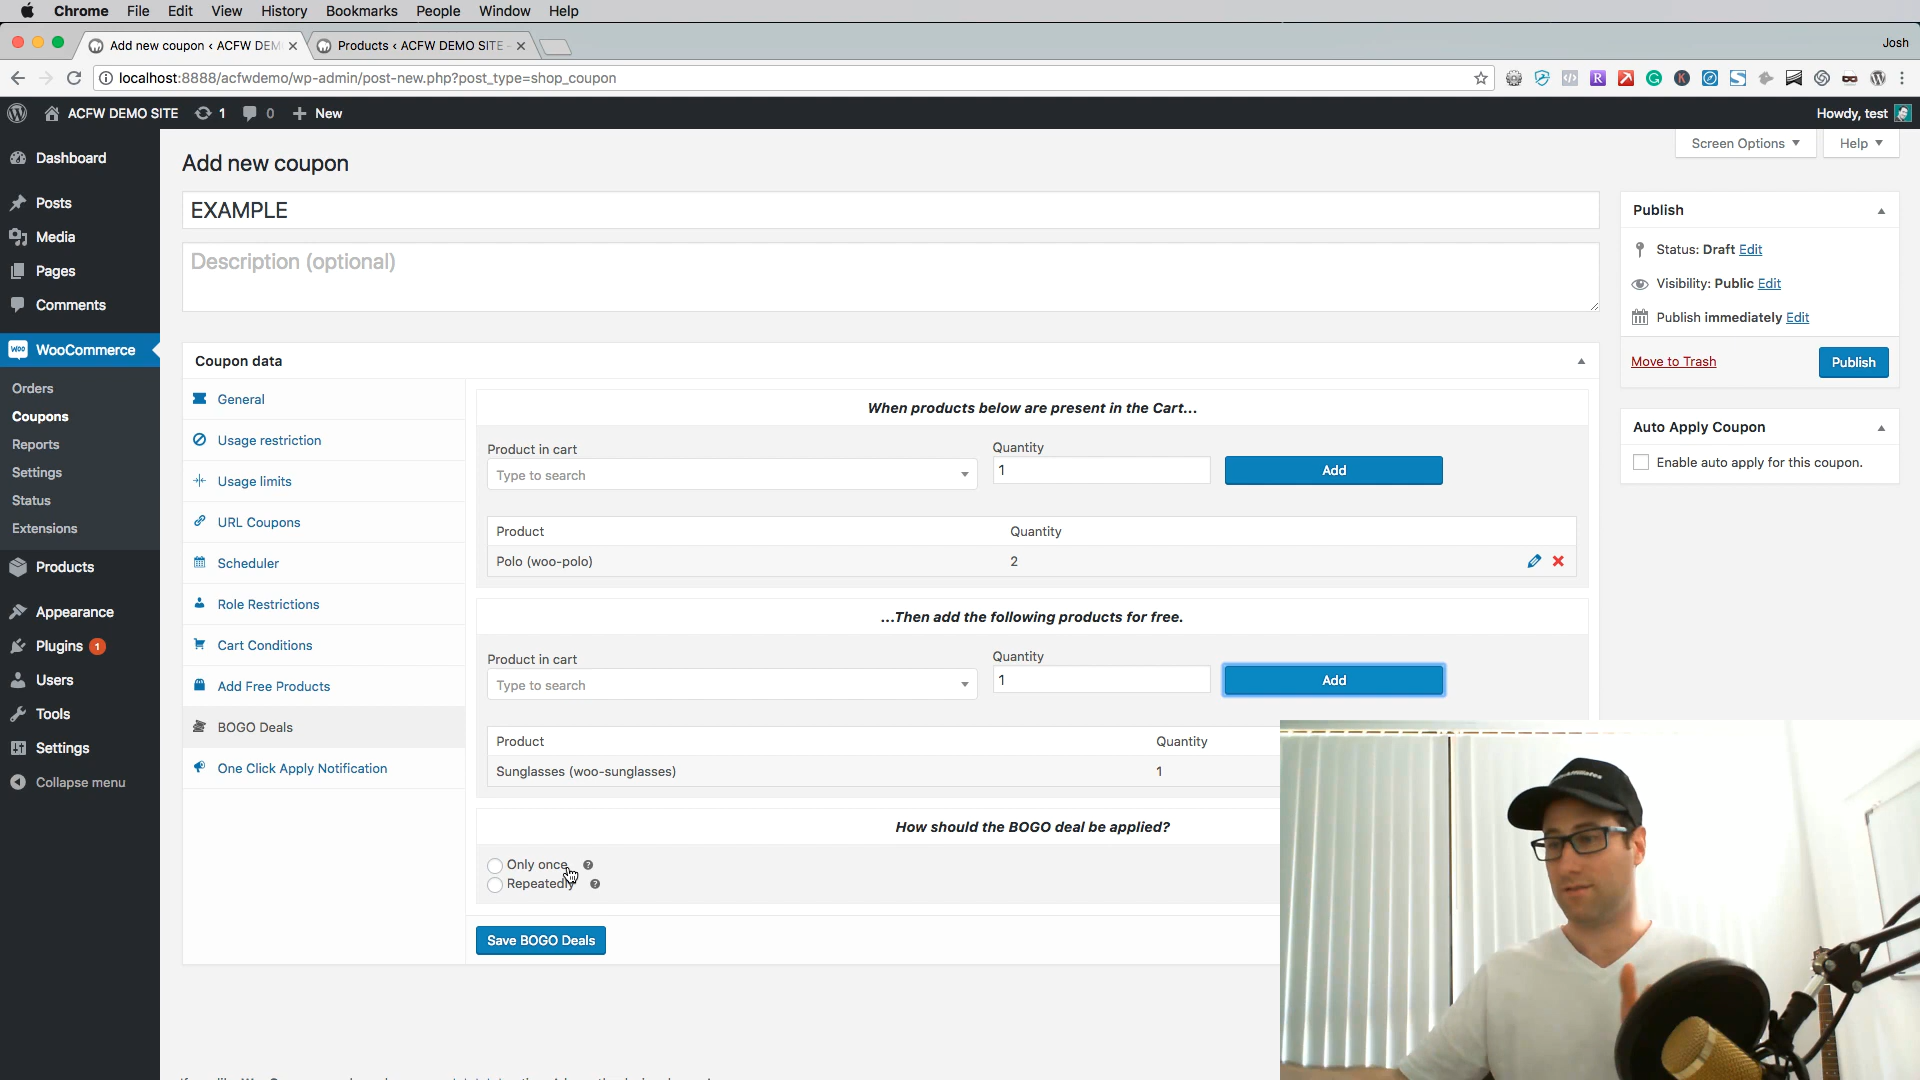 Chrome File Edit View History Bookmarks People Window Help
Add new coupon ‹ ACFW DEM
Products ‹ ACFW DEMO SITE
Josh
localhost:8888/acfwdemo/wp-admin/post-new.php?post_type=shop_coupon
ACFW DEMO SITE 1 0 + New
Howdy, test
Screen Options
Help
Dashboard
Posts
Media
Pages
Comments
WooCommerce
Orders
Coupons
Reports
Settings
Status
Extensions
Products
Appearance
Plugins 1
Users
Tools
Settings
Collapse menu
Add new coupon
EXAMPLE
Description (optional)
Coupon data
General
Usage restriction
Usage limits
URL Coupons
Scheduler
Role Restrictions
Cart Conditions
Add Free Products
BOGO Deals
One Click Apply Notification
When products below are present in the Cart...
Product in cart
Quantity
Type to search
1
Add
Product Quantity
Polo (woo-polo) 2
...Then add the following products for free.
Product in cart
Quantity
Type to search
1
Add
Product Quantity
Sunglasses (woo-sunglasses) 1
How should the BOGO deal be applied?
Only once
Repeatedly
Save BOGO Deals
Publish
Status: Draft Edit
Visibility: Public Edit
Publish immediately Edit
Move to Trash
Publish
Auto Apply Coupon
Enable auto apply for this coupon.